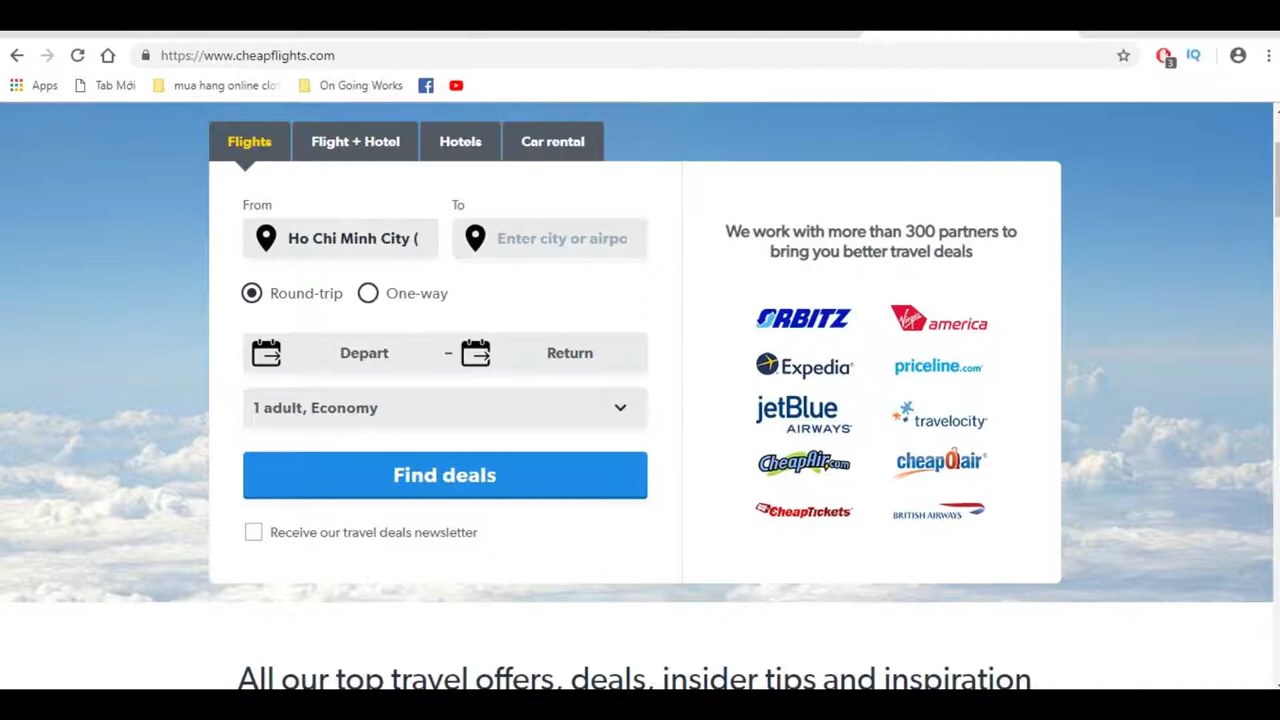 https://www.cheapflights.com
3
Apps
Tab Mới
mua hang online clo
On Going Works
Flights
Flight + Hotel
Hotels
Car rental
From
To
Ho Chi Minh City (
Enter city or airpo
Round-trip
One-way
Depart
–
Return
1 adult, Economy
Find deals
Receive our travel deals newsletter
We work with more than 300 partners to
bring you better travel deals
ORBITZ
Virgin america
Expedia®
priceline.com®
jetBlue
AIRWAYS®
travelocity®
CheapAir.com
cheapOair®
CheapTickets®
BRITISH AIRWAYS
All our top travel offers, deals, insider tips and inspiration